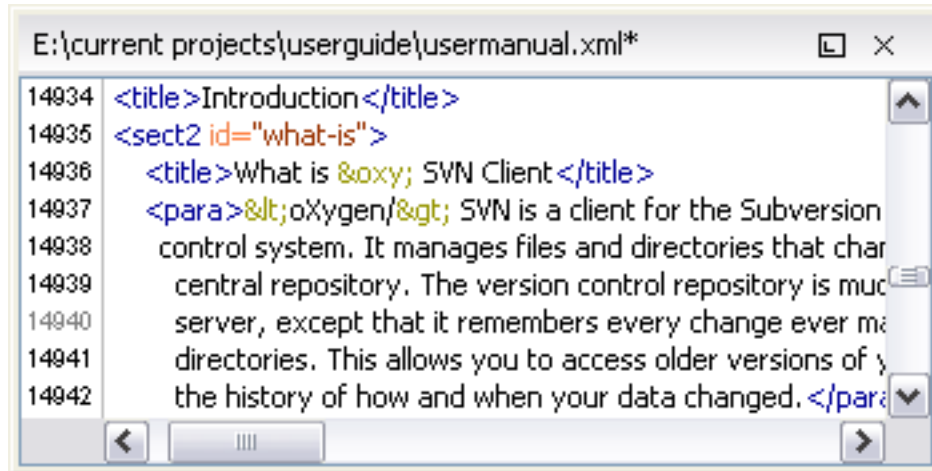 E:\current projects\userguide\usermanual.xml*
14934 <title>Introduction</title>
14935 <sect2 id="what-is">
14936 <title>What is &oxy; SVN Client</title>
14937 <para>&lt;oXygen/&gt; SVN is a client for the Subversion
14938 control system. It manages files and directories that
14939 central repository. The version control repository is
14940 server, except that it remembers every change ever
14941 directories. This allows you to access older versions of
14942 the history of how and when your data changed.</para